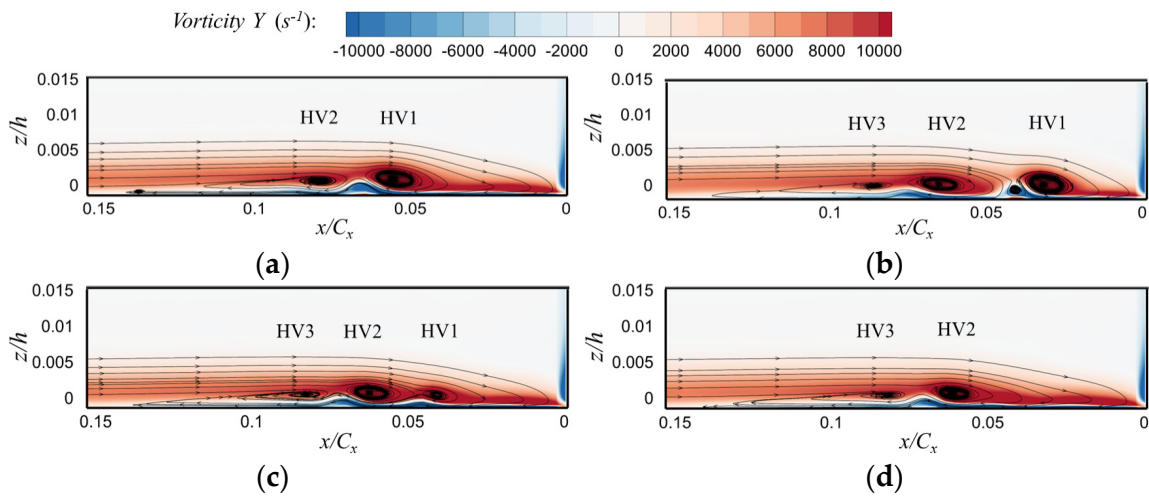 Vorticity Y (s⁻¹):
-10000 -8000 -6000 -4000 -2000 0 2000 4000 6000 8000 10000
0.015
0.01
0.005
0
z/h
HV2 HV1
0.15 0.1 0.05 0
x/Cₓ
(a)
0.015
0.01
0.005
0
z/h
HV3 HV2 HV1
0.15 0.1 0.05 0
x/Cₓ
(b)
0.015
0.01
0.005
0
z/h
HV3 HV2 HV1
0.15 0.1 0.05 0
x/Cₓ
(c)
0.015
0.01
0.005
0
z/h
HV3 HV2
0.15 0.1 0.05 0
x/Cₓ
(d)